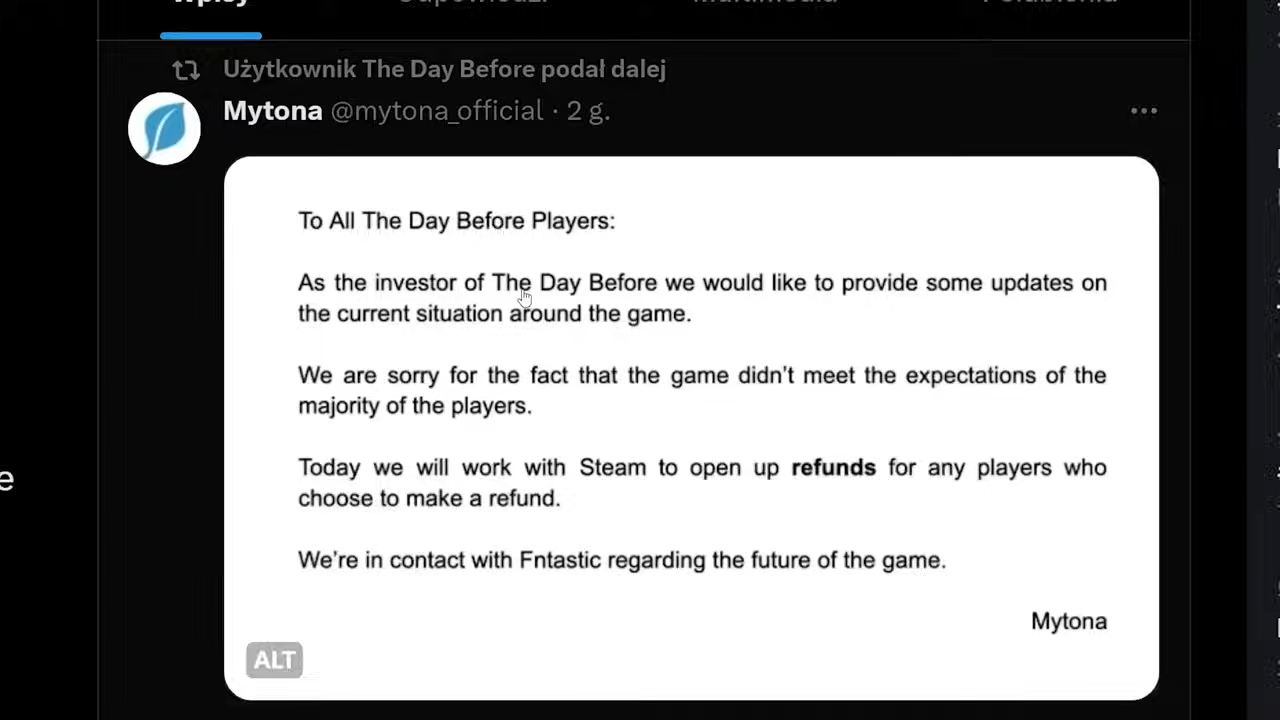 Wpisy
Użytkownik The Day Before podał dalej
Mytona @mytona_official · 2 g.
To All The Day Before Players:
As the investor of The Day Before we would like to provide some updates on
the current situation around the game.
We are sorry for the fact that the game didn't meet the expectations of the
majority of the players.
Today we will work with Steam to open up refunds for any players who
choose to make a refund.
We're in contact with Fntastic regarding the future of the game.
Mytona
ALT
e